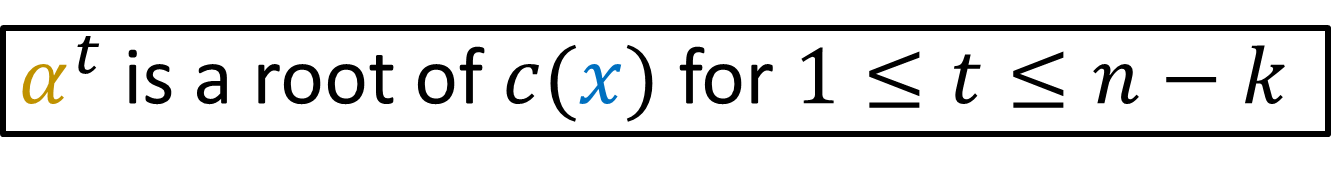 α^t is a root of c(x) for 1 ≤ t ≤ n − k